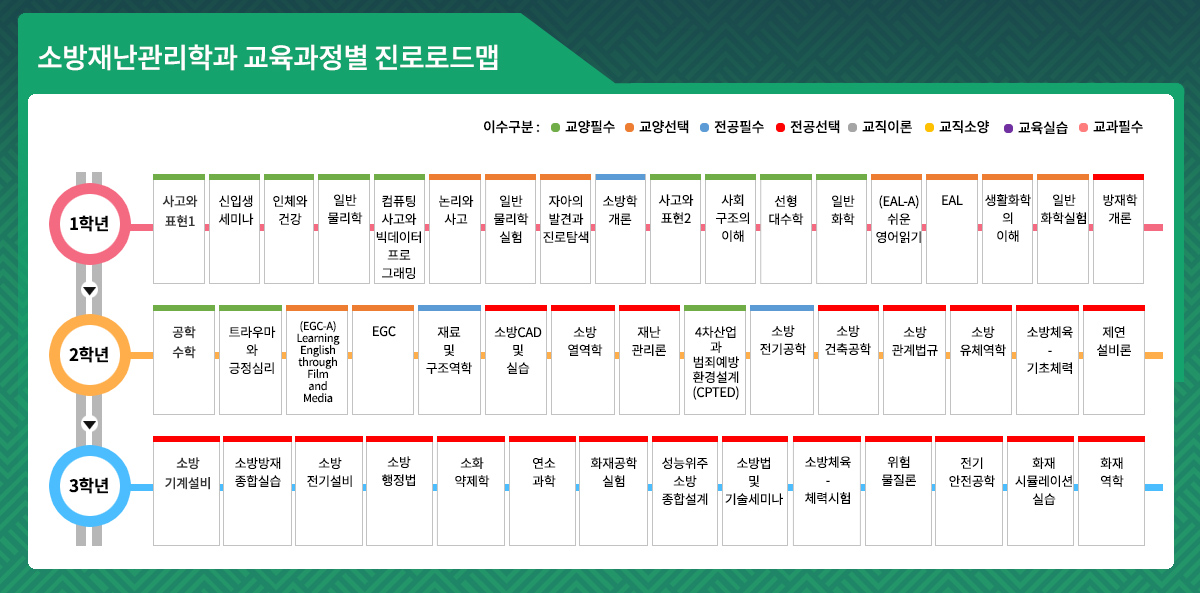 소방재난관리학과 교육과정별 진로로드맵
이수구분 : 교양필수 교양선택 전공필수 전공선택 교직이론 교직소양 교육실습 교과필수
1학년
사고와
표현1
신입생
세미나
인체와
건강
일반
물리학
컴퓨팅
사고와
빅데이터
프로
그래밍
논리와
사고
일반
물리학
실험
자아의
발견과
진로탐색
소방학
개론
사고와
표현2
사회
구조의
이해
선형
대수학
일반
화학
(EAL-A)
쉬운
영어읽기
EAL
생활화학
의
이해
일반
화학실험
방재학
개론
2학년
공학
수학
트라우마
와
긍정심리
(EGC-A)
Learning
English
through
Film
and
Media
EGC
재료
및
구조역학
소방CAD
및
실습
소방
열역학
재난
관리론
4차산업
과
범죄예방
환경설계
(CPTED)
소방
전기공학
소방
건축공학
소방
관계법규
소방
유체역학
소방체육
-
기초체력
제연
설비론
3학년
소방
기계설비
소방방재
종합실습
소방
전기설비
소방
행정법
소화
약제학
연소
과학
화재공학
실험
성능위주
소방
종합설계
소방법
및
기술세미나
소방체육
-
체력시험
위험
물질론
전기
안전공학
화재
시뮬레이션
실습
화재
역학